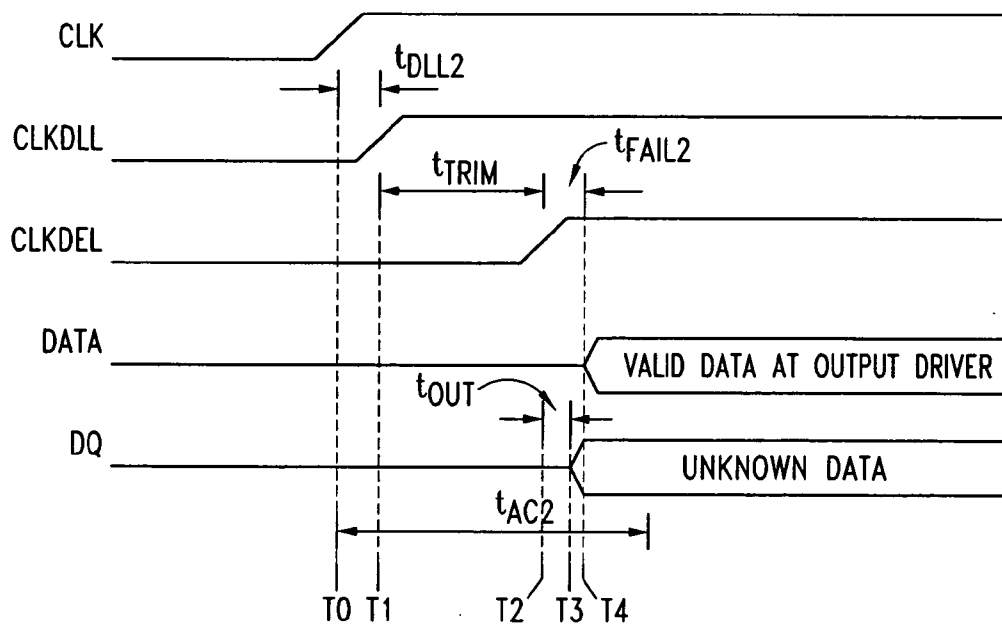 CLK
tDLL2
CLKDLL
tFAIL2
tTRIM
CLKDEL
DATA
VALID DATA AT OUTPUT DRIVER
tOUT
DQ
UNKNOWN DATA
tAC2
T0 T1 T2 T3 T4